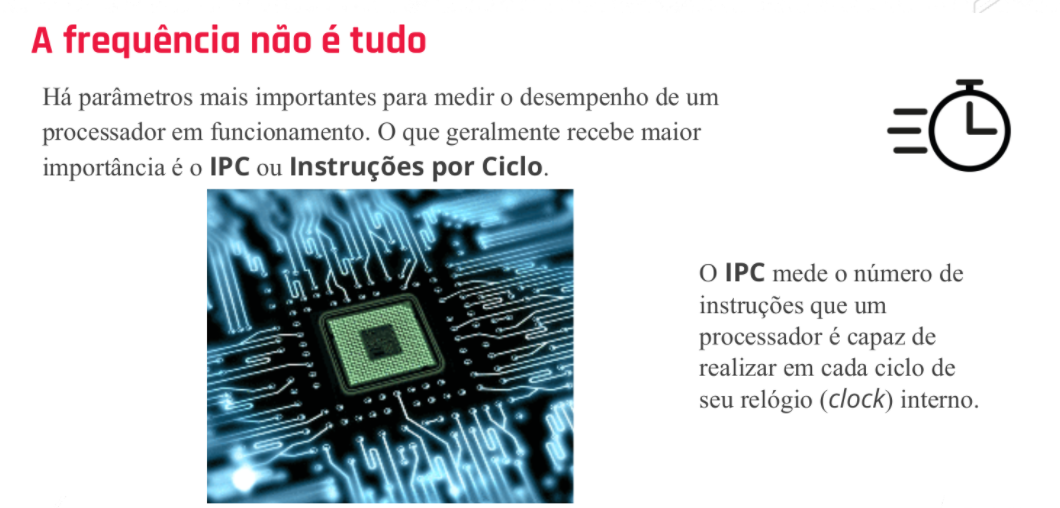 A frequência não é tudo
Há parâmetros mais importantes para medir o desempenho de um
processador em funcionamento. O que geralmente recebe maior
importância é o IPC ou Instruções por Ciclo.
O IPC mede o número de
instruções que um
processador é capaz de
realizar em cada ciclo de
seu relógio (clock) interno.